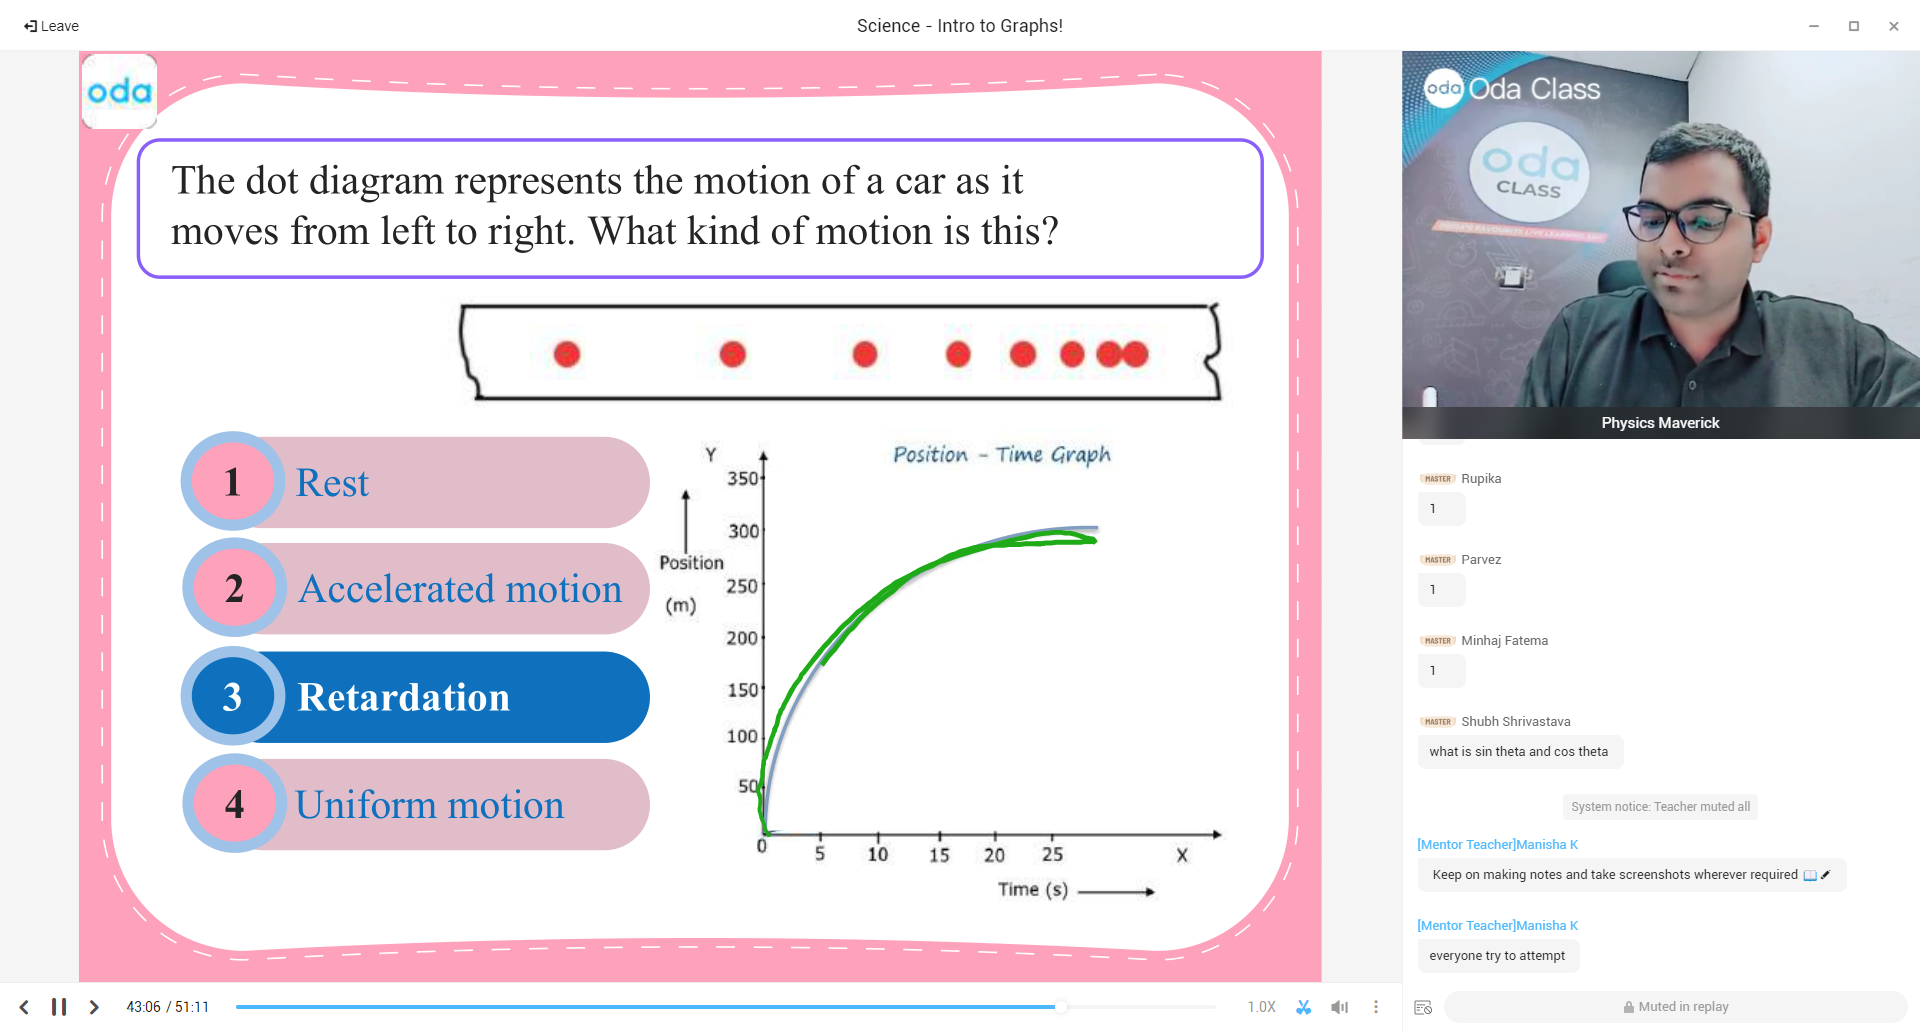 Leave
Science - Intro to Graphs!
oda
The dot diagram represents the motion of a car as it
moves from left to right. What kind of motion is this?
1 Rest
2 Accelerated motion
3 Retardation
4 Uniform motion
Position - Time Graph
Y
350
300
Position
250
(m)
200
150
100
50
0 5 10 15 20 25 X
Time (s)
43:06 / 51:11
1.0X
oda Oda Class
oda
CLASS
Physics Maverick
MASTER Rupika
1
MASTER Parvez
1
MASTER Minhaj Fatema
1
MASTER Shubh Shrivastava
what is sin theta and cos theta
System notice: Teacher muted all
[Mentor Teacher]Manisha K
Keep on making notes and take screenshots wherever required
[Mentor Teacher]Manisha K
everyone try to attempt
Muted in replay